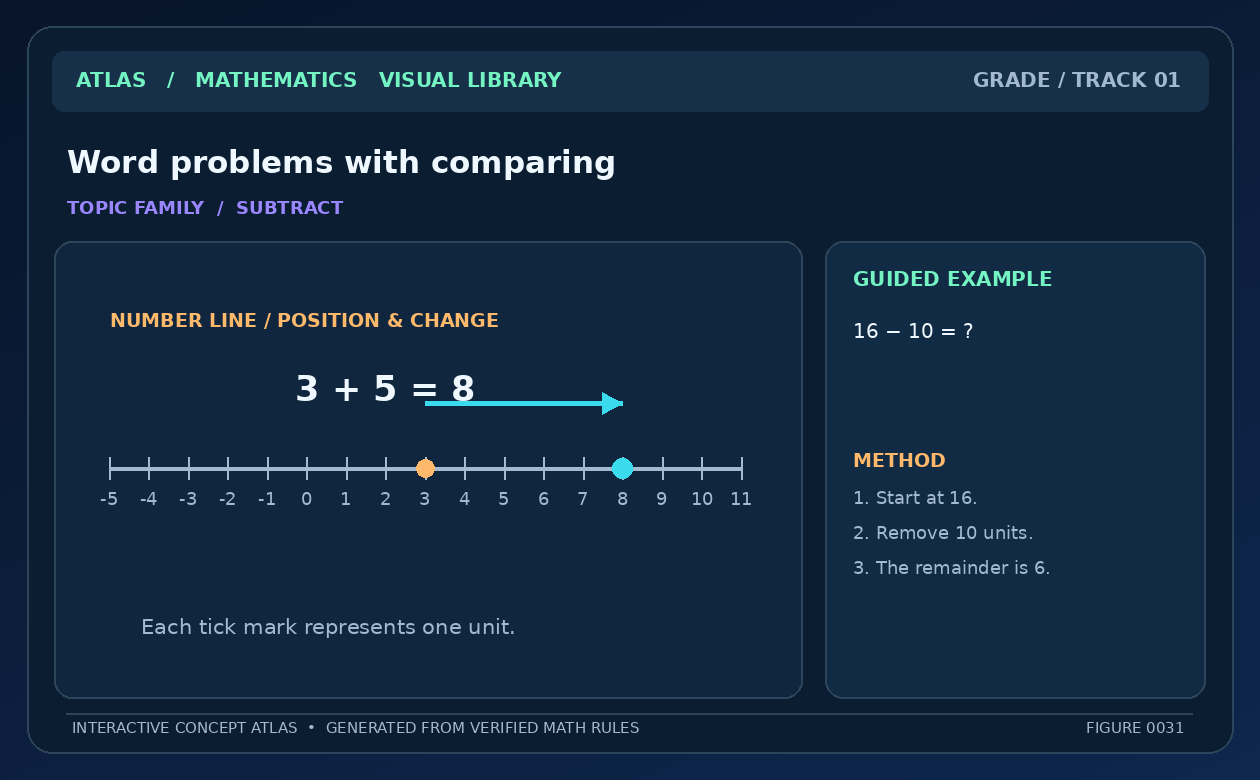 ATLAS / MATHEMATICS VISUAL LIBRARY
GRADE / TRACK 01
Word problems with comparing
TOPIC FAMILY / SUBTRACT
NUMBER LINE / POSITION & CHANGE
3 + 5 = 8
-5 -4 -3 -2 -1 0 1 2 3 4 5 6 7 8 9 10 11
Each tick mark represents one unit.
GUIDED EXAMPLE
16 − 10 = ?
METHOD
1. Start at 16.
2. Remove 10 units.
3. The remainder is 6.
INTERACTIVE CONCEPT ATLAS • GENERATED FROM VERIFIED MATH RULES
FIGURE 0031